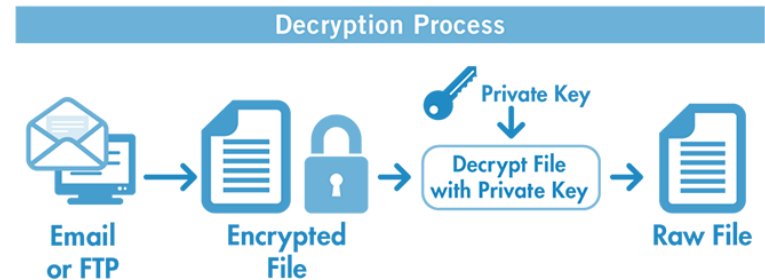 Decryption Process
Private Key
Decrypt File
with Private Key
Email
or FTP
Encrypted
File
Raw File